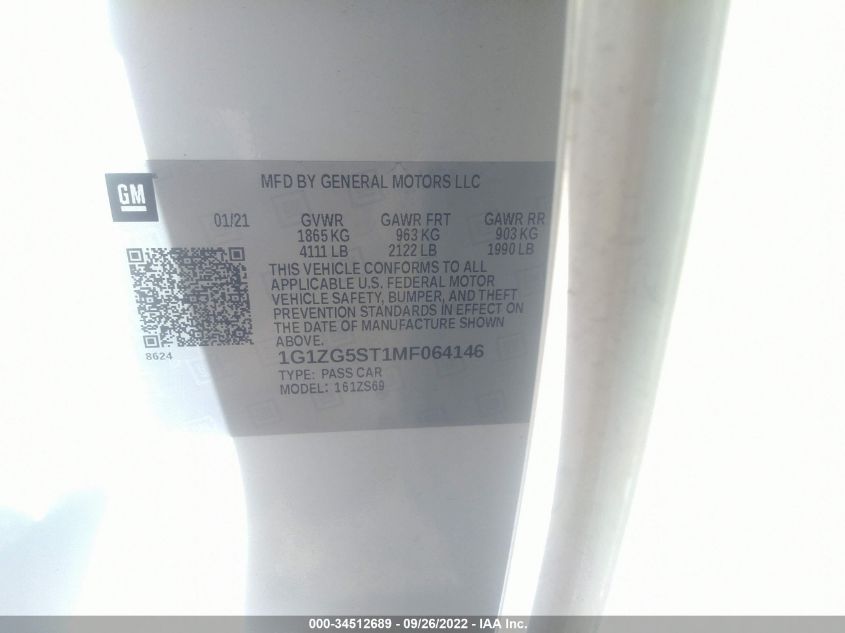 GM
MFD BY GENERAL MOTORS LLC
01/21 GVWR GAWR FRT GAWR RR
1865 KG 963 KG 903 KG
4111 LB 2122 LB 1990 LB
THIS VEHICLE CONFORMS TO ALL
APPLICABLE U.S. FEDERAL MOTOR
VEHICLE SAFETY, BUMPER, AND THEFT
PREVENTION STANDARDS IN EFFECT ON
THE DATE OF MANUFACTURE SHOWN
ABOVE.
8624
1G1ZG5ST1MF064146
TYPE: PASS CAR
MODEL: 161ZS69
000-34512689 - 09/26/2022 - IAA Inc.